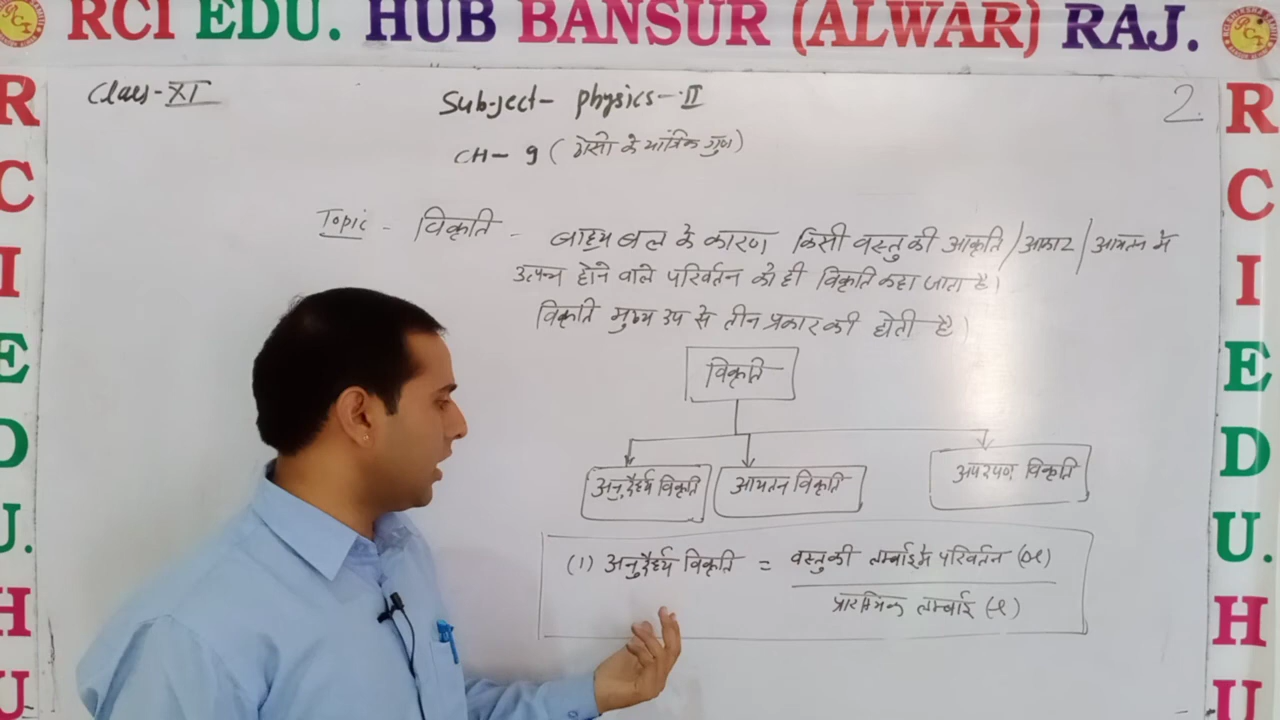 RCI EDU. HUB BANSUR (ALWAR) RAJ.
Class-XI
Subject- physics-II
2.
CH- 9 (ठोसो के यांत्रिक गुण)
Topic - विकृति - बाह्य बल के कारण किसी वस्तु की आकृति/आकार/आयतन में
उत्पन्न होने वाले परिवर्तन को ही विकृति कहा जाता है।
विकृति मुख्य रुप से तीन प्रकार की होती है।
विकृति
अनुदैर्ध्य विकृति
आयतन विकृति
अपरुपण विकृति
(1) अनुदैर्ध्य विकृति = वस्तु की लम्बाई में परिवर्तन (Δl)
प्रारम्भिक लम्बाई (l)
R
C
I
E
D
U.
H
U
R
C
I
E
D
U.
H
U